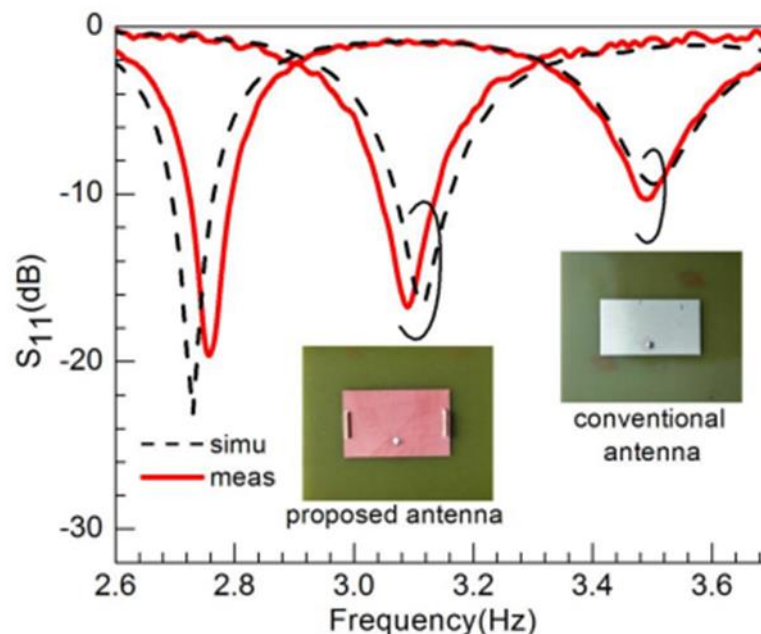 0
-10
-20
-30
S11(dB)
simu
meas
proposed antenna
conventional
antenna
2.6 2.8 3.0 3.2 3.4 3.6
Frequency(Hz)